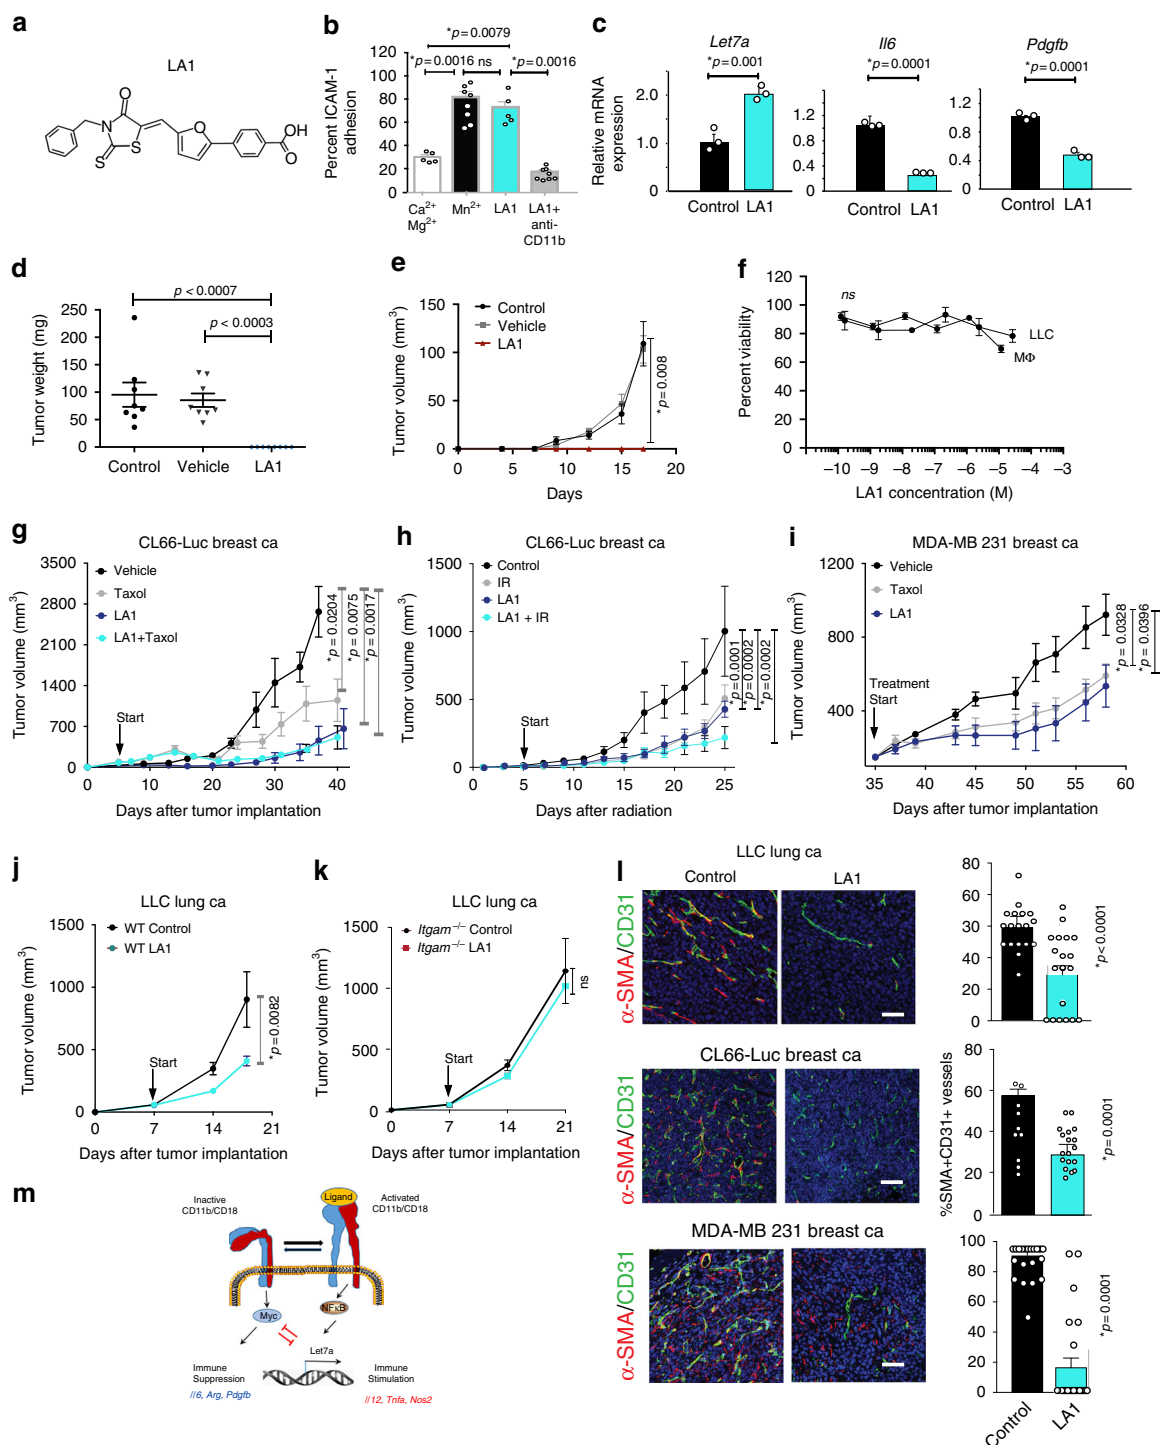 a
LA1
O
N
S
S
O
OH
O
b
*p=0.0079
*p=0.0016 ns *p=0.0016
Percent ICAM-1
adhesion
120
100
80
60
40
20
0
Ca2+
Mg2+
Mn2+
LA1
LA1+
anti-
CD11b
c
Relative mRNA
expression
Let7a
*p=0.001
2.0
1.0
0
Control LA1
Il6
*p=0.0001
1.6
1.2
0.8
0.4
0
Control LA1
Pdgfb
*p=0.0001
1.2
0.8
0.4
0
Control LA1
d
p<0.0007
p<0.0003
Tumor weight (mg)
250
200
150
100
50
0
Control Vehicle LA1
e
Control
Vehicle
LA1
Tumor volume (mm3)
150
100
50
0
*p=0.008
0 5 10 15 20
Days
f
ns
LLC
MΦ
Percent viability
120
100
80
60
40
20
0
–10 –9 –8 –7 –6 –5 –4 –3
LA1 concentration (M)
g
CL66-Luc breast ca
Vehicle
Taxol
LA1
LA1+Taxol
Tumor volume (mm3)
3500
2800
2100
1400
700
0
Start
*p=0.0204
*p=0.0075
*p=0.0017
0 10 20 30 40
Days after tumor implantation
h
CL66-Luc breast ca
Control
IR
LA1
LA1 + IR
Tumor volume (mm3)
1500
1000
500
0
Start
*p=0.0001
*p=0.0002
*p=0.0002
0 5 10 15 20 25
Days after radiation
i
MDA-MB 231 breast ca
Vehicle
Taxol
LA1
Tumor volume (mm3)
1200
800
400
Treatment
Start
*p=0.0328
*p=0.0396
35 40 45 50 55 60
Days after tumor implantation
j
LLC lung ca
WT Control
WT LA1
Tumor volume (mm3)
1500
1000
500
0
Start
*p=0.0082
0 7 14 21
Days after tumor implantation
k
LLC lung ca
Itgam–/– Control
Itgam–/– LA1
Tumor volume (mm3)
1500
1000
500
0
Start
ns
0 7 14 21
Days after tumor implantation
l
LLC lung ca
Control LA1
α-SMA/CD31
80
60
40
20
0
*p<0.0001
CL66-Luc breast ca
α-SMA/CD31
%SMA+CD31+ vessels
80
60
40
20
0
*p=0.0001
MDA-MB 231 breast ca
α-SMA/CD31
100
80
60
40
20
0
*p=0.0001
Control LA1
m
Inactive
CD11b/CD18
Ligand
Activated
CD11b/CD18
Myc
NFκB
Let7a
Immune
Suppression
Il6, Arg, Pdgfb
Immune
Stimulation
Il12, Tnfa, Nos2